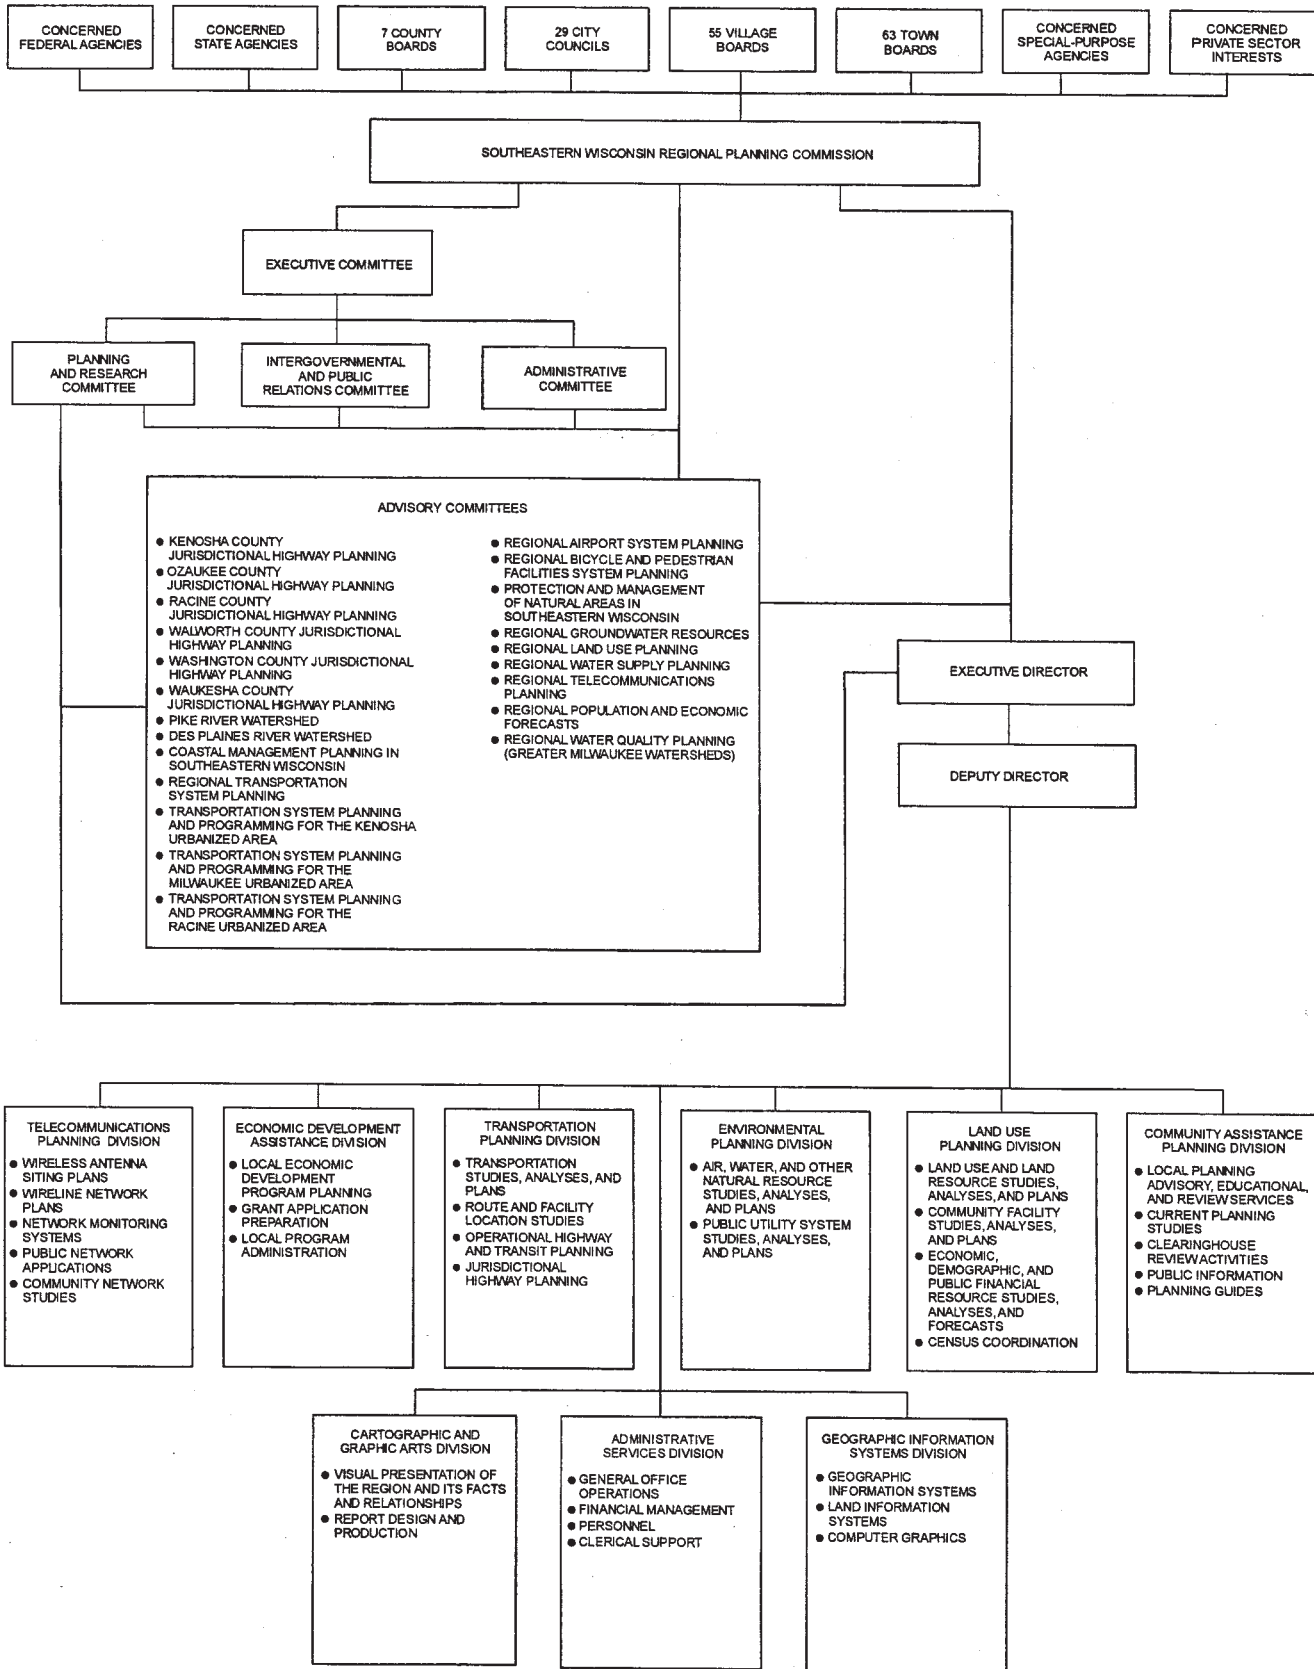 CONCERNED
FEDERAL AGENCIES
CONCERNED
STATE AGENCIES
7 COUNTY
BOARDS
29 CITY
COUNCILS
55 VILLAGE
BOARDS
63 TOWN
BOARDS
CONCERNED
SPECIAL-PURPOSE
AGENCIES
CONCERNED
PRIVATE SECTOR
INTERESTS
SOUTHEASTERN WISCONSIN REGIONAL PLANNING COMMISSION
EXECUTIVE COMMITTEE
PLANNING
AND RESEARCH
COMMITTEE
INTERGOVERNMENTAL
AND PUBLIC
RELATIONS COMMITTEE
ADMINISTRATIVE
COMMITTEE
ADVISORY COMMITTEES
● KENOSHA COUNTY
JURISDICTIONAL HIGHWAY PLANNING
● OZAUKEE COUNTY
JURISDICTIONAL HIGHWAY PLANNING
● RACINE COUNTY
JURISDICTIONAL HIGHWAY PLANNING
● WALWORTH COUNTY JURISDICTIONAL
HIGHWAY PLANNING
● WASHINGTON COUNTY JURISDICTIONAL
HIGHWAY PLANNING
● WAUKESHA COUNTY
JURISDICTIONAL HIGHWAY PLANNING
● PIKE RIVER WATERSHED
● DES PLAINES RIVER WATERSHED
● COASTAL MANAGEMENT PLANNING IN
SOUTHEASTERN WISCONSIN
● REGIONAL TRANSPORTATION
SYSTEM PLANNING
● TRANSPORTATION SYSTEM PLANNING
AND PROGRAMMING FOR THE KENOSHA
URBANIZED AREA
● TRANSPORTATION SYSTEM PLANNING
AND PROGRAMMING FOR THE
MILWAUKEE URBANIZED AREA
● TRANSPORTATION SYSTEM PLANNING
AND PROGRAMMING FOR THE
RACINE URBANIZED AREA
● REGIONAL AIRPORT SYSTEM PLANNING
● REGIONAL BICYCLE AND PEDESTRIAN
FACILITIES SYSTEM PLANNING
● PROTECTION AND MANAGEMENT
OF NATURAL AREAS IN
SOUTHEASTERN WISCONSIN
● REGIONAL GROUNDWATER RESOURCES
● REGIONAL LAND USE PLANNING
● REGIONAL WATER SUPPLY PLANNING
● REGIONAL TELECOMMUNICATIONS
PLANNING
● REGIONAL POPULATION AND ECONOMIC
FORECASTS
● REGIONAL WATER QUALITY PLANNING
(GREATER MILWAUKEE WATERSHEDS)
EXECUTIVE DIRECTOR
DEPUTY DIRECTOR
TELECOMMUNICATIONS
PLANNING DIVISION
● WIRELESS ANTENNA
SITING PLANS
● WIRELINE NETWORK
PLANS
● NETWORK MONITORING
SYSTEMS
● PUBLIC NETWORK
APPLICATIONS
● COMMUNITY NETWORK
STUDIES
ECONOMIC DEVELOPMENT
ASSISTANCE DIVISION
● LOCAL ECONOMIC
DEVELOPMENT
PROGRAM PLANNING
● GRANT APPLICATION
PREPARATION
● LOCAL PROGRAM
ADMINISTRATION
TRANSPORTATION
PLANNING DIVISION
● TRANSPORTATION
STUDIES, ANALYSES, AND
PLANS
● ROUTE AND FACILITY
LOCATION STUDIES
● OPERATIONAL HIGHWAY
AND TRANSIT PLANNING
● JURISDICTIONAL
HIGHWAY PLANNING
ENVIRONMENTAL
PLANNING DIVISION
● AIR, WATER, AND OTHER
NATURAL RESOURCE
STUDIES, ANALYSES,
AND PLANS
● PUBLIC UTILITY SYSTEM
STUDIES, ANALYSES,
AND PLANS
LAND USE
PLANNING DIVISION
● LAND USE AND LAND
RESOURCE STUDIES,
ANALYSES, AND PLANS
● COMMUNITY FACILITY
STUDIES, ANALYSES,
AND PLANS
● ECONOMIC,
DEMOGRAPHIC, AND
PUBLIC FINANCIAL
RESOURCE STUDIES,
ANALYSES, AND
FORECASTS
● CENSUS COORDINATION
COMMUNITY ASSISTANCE
PLANNING DIVISION
● LOCAL PLANNING
ADVISORY, EDUCATIONAL,
AND REVIEW SERVICES
● CURRENT PLANNING
STUDIES
● CLEARINGHOUSE
REVIEW ACTIVITIES
● PUBLIC INFORMATION
● PLANNING GUIDES
CARTOGRAPHIC AND
GRAPHIC ARTS DIVISION
● VISUAL PRESENTATION OF
THE REGION AND ITS FACTS
AND RELATIONSHIPS
● REPORT DESIGN AND
PRODUCTION
ADMINISTRATIVE
SERVICES DIVISION
● GENERAL OFFICE
OPERATIONS
● FINANCIAL MANAGEMENT
● PERSONNEL
● CLERICAL SUPPORT
GEOGRAPHIC INFORMATION
SYSTEMS DIVISION
● GEOGRAPHIC
INFORMATION SYSTEMS
● LAND INFORMATION
SYSTEMS
● COMPUTER GRAPHICS